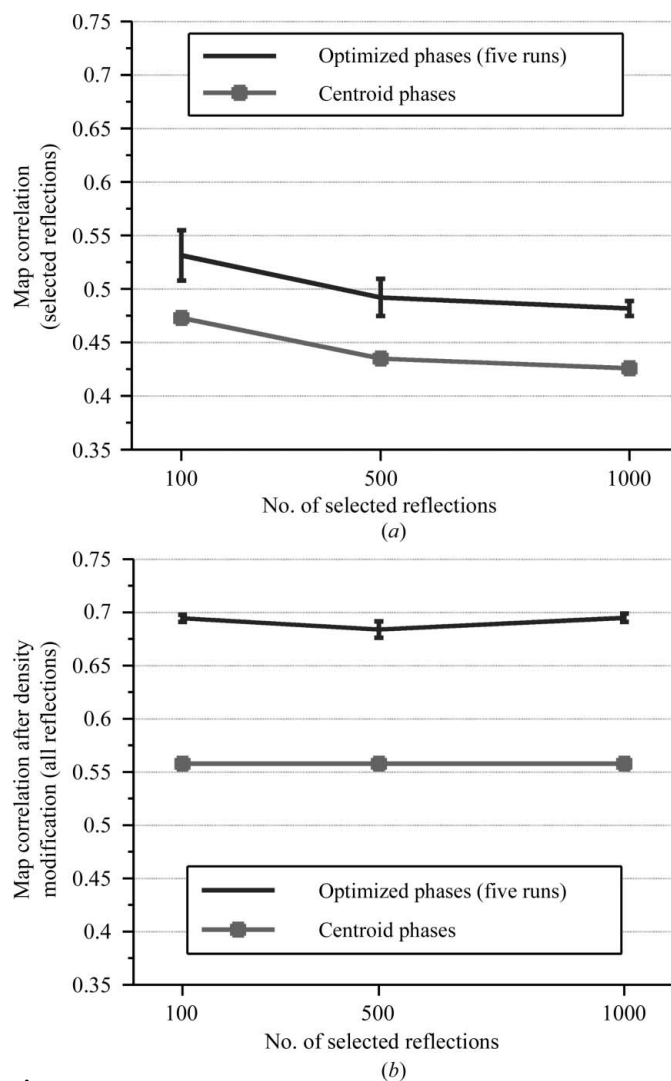 0.75
0.7
0.65
0.6
0.55
0.5
0.45
0.4
0.35
Map correlation
(selected reflections)
Optimized phases (five runs)
Centroid phases
100
500
1000
No. of selected reflections
(a)
0.75
0.7
0.65
0.6
0.55
0.5
0.45
0.4
0.35
Map correlation after density
modification (all reflections)
Optimized phases (five runs)
Centroid phases
100
500
1000
No. of selected reflections
(b)